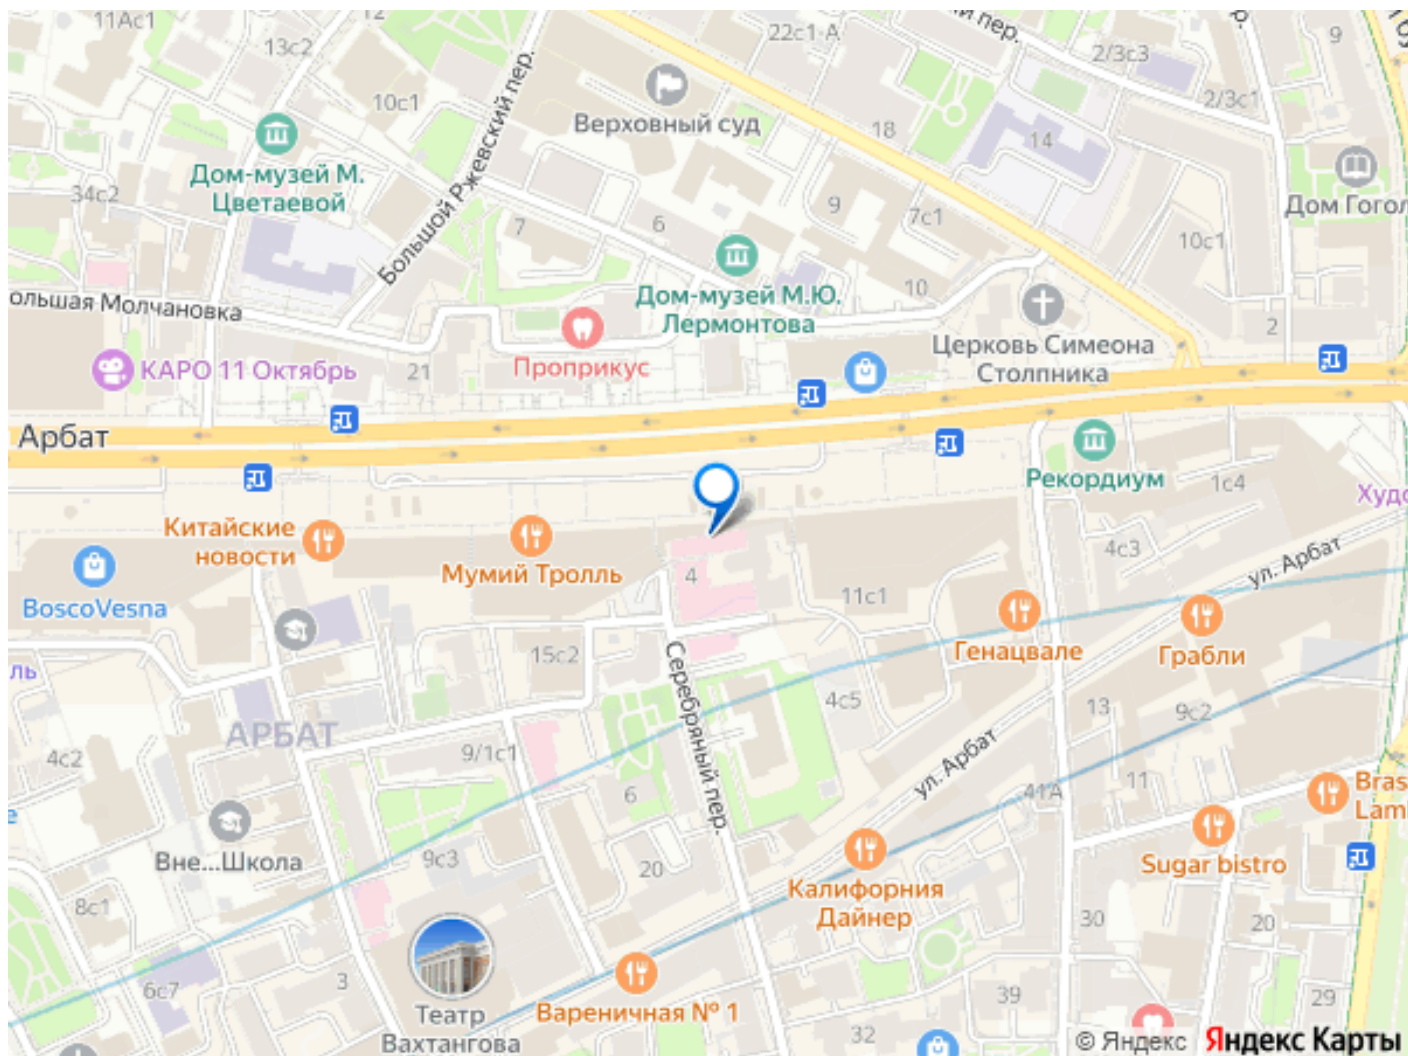 11Ас1
12
13с2
22с1-А
й пер.
р.
9
19
2/3с3
10с1
Верховный суд
18
14
2/3с1
Дом-музей М.
Цветаевой
34с2
Большой Ржевский пер.
7
6
9
7с1
Дом Гогол
10с1
ольшая Молчановка
Дом-музей М.Ю.
Лермонтова
10
2
Проприкус
Церковь Симеона
Столпника
КАРО 11 Октябрь
21
Арбат
Рекордиум
1с4
Худо
Китайские
новости
Мумий Тролль
4
4с3
ул. Арбат
BoscoVesna
11с1
Генацвале
Грабли
ль
15с2
Серебряный пер.
4с5
13
9с2
АРБАТ
4с2
9/1с1
ул. Арбат
6
41А
11
Bras
Lamb
е
Вне...Школа
9с3
20
Калифорния
Дайнер
Sugar bistro
8с1
30
20
6с7
3
Театр
Вахтангова
Вареничная № 1
39
29
32
© Яндекс Яндекс Карты